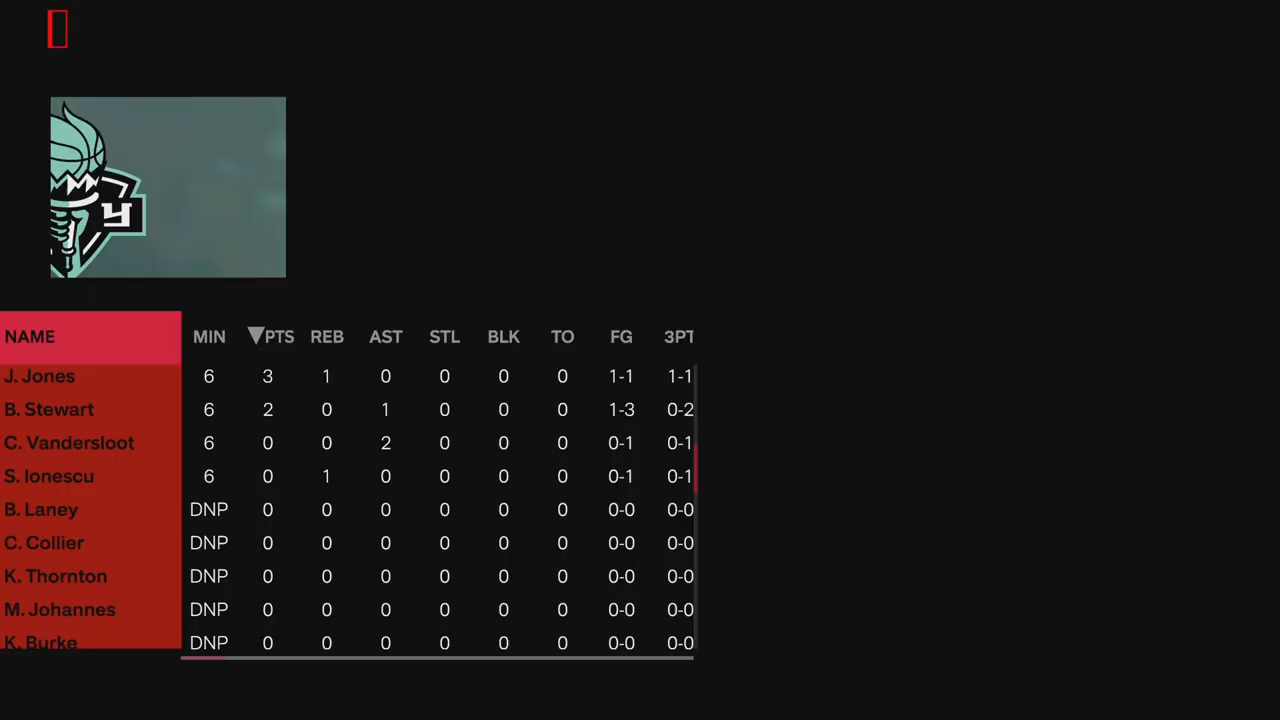 y
NAME MIN ▼PTS REB AST STL BLK TO FG 3PT
J. Jones 6 3 1 0 0 0 0 1-1 1-1
B. Stewart 6 2 0 1 0 0 0 1-3 0-2
C. Vandersloot 6 0 0 2 0 0 0 0-1 0-1
S. Ionescu 6 0 1 0 0 0 0 0-1 0-1
B. Laney DNP 0 0 0 0 0 0 0-0 0-0
C. Collier DNP 0 0 0 0 0 0 0-0 0-0
K. Thornton DNP 0 0 0 0 0 0 0-0 0-0
M. Johannes DNP 0 0 0 0 0 0 0-0 0-0
K. Burke DNP 0 0 0 0 0 0 0-0 0-0